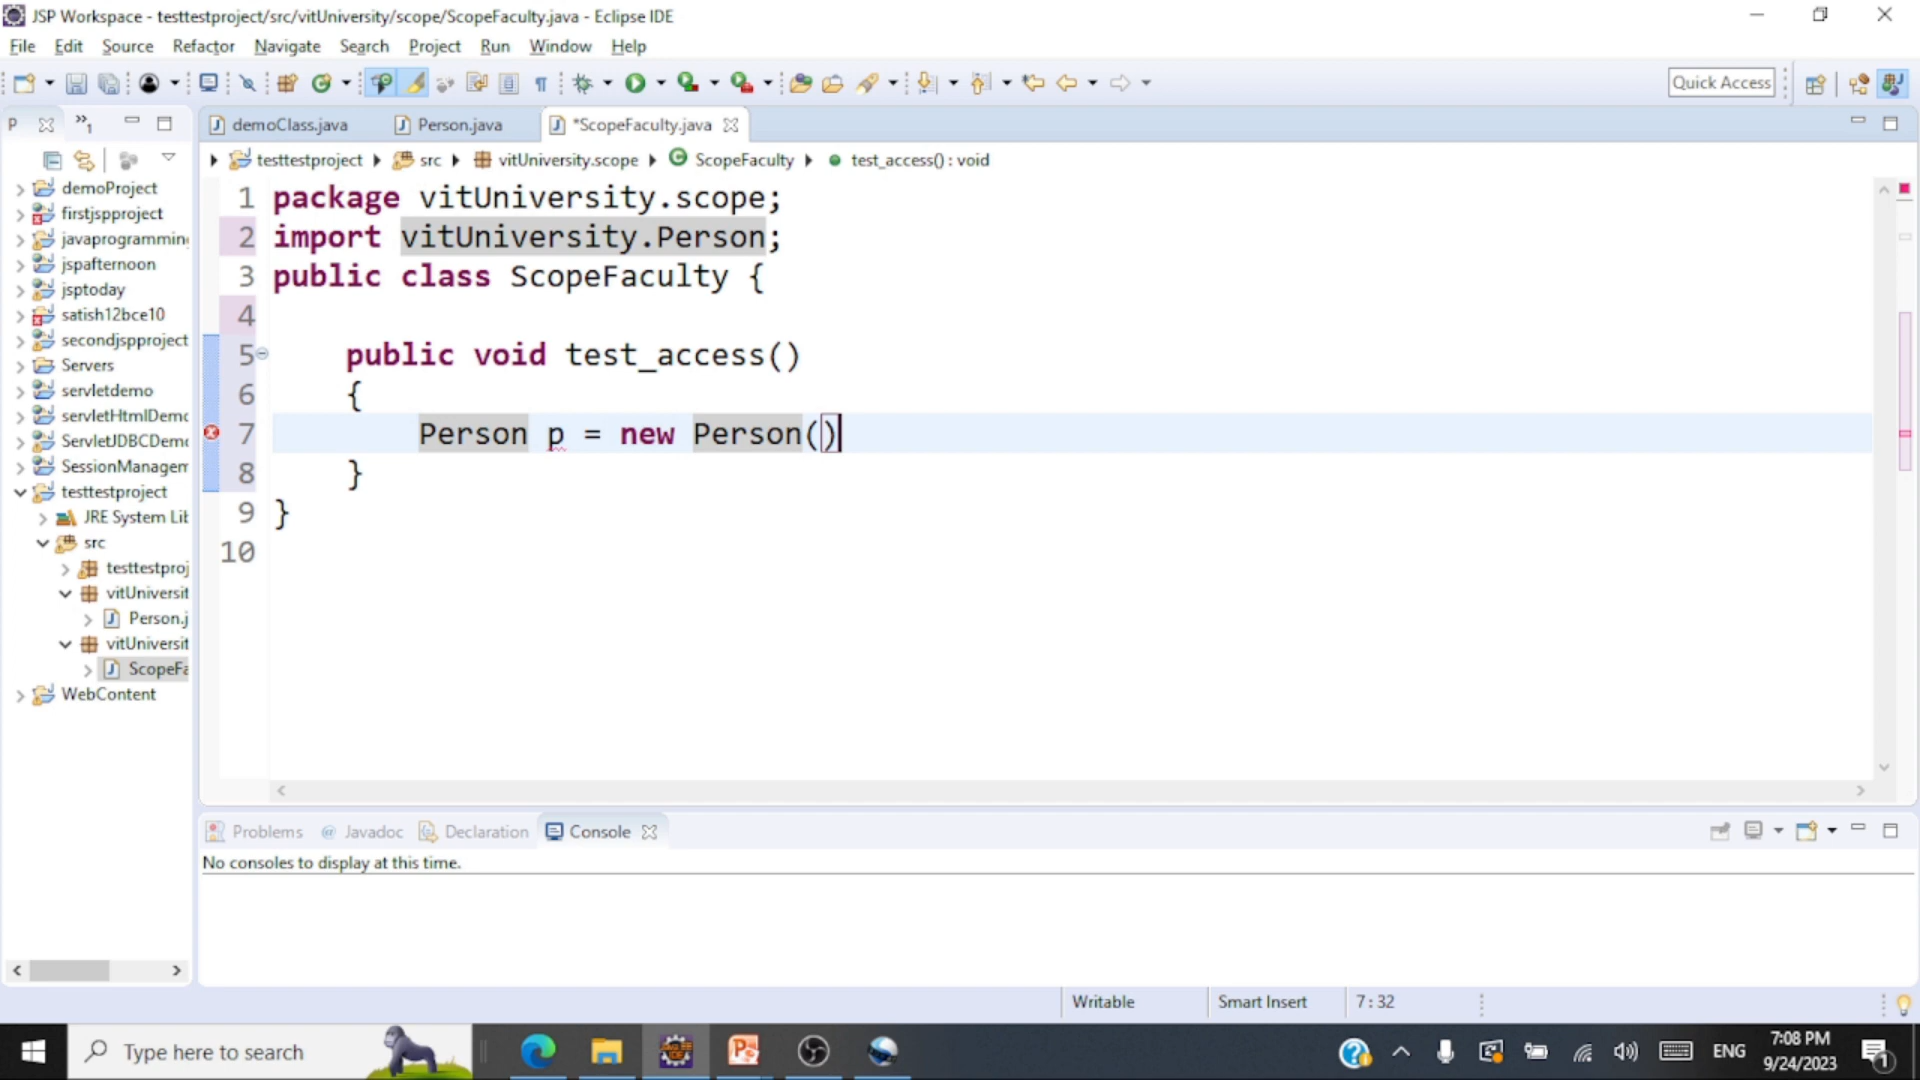 JSP Workspace - testtestproject/src/vitUniversity/scope/ScopeFaculty.java - Eclipse IDE
File Edit Source Refactor Navigate Search Project Run Window Help
Quick Access
P »1
demoClass.java Person.java *ScopeFaculty.java
testtestproject src vitUniversity.scope ScopeFaculty test_access() : void
demoProject
firstjspproject
javaprogramming
jspafternoon
jsptoday
satish12bce10
secondjspproject
Servers
servletdemo
servletHtmlDemo
ServletJDBCDemo
SessionManagem
testtestproject
JRE System Lib
src
testtestproj
vitUniversit
Person.j
vitUniversit
ScopeFa
WebContent
1 package vitUniversity.scope;
2 import vitUniversity.Person;
3 public class ScopeFaculty {
4
5 public void test_access()
6 {
7 Person p = new Person()
8 }
9 }
10
Problems @ Javadoc Declaration Console
No consoles to display at this time.
Writable Smart Insert 7 : 32
Type here to search
ENG
7:08 PM
9/24/2023
1